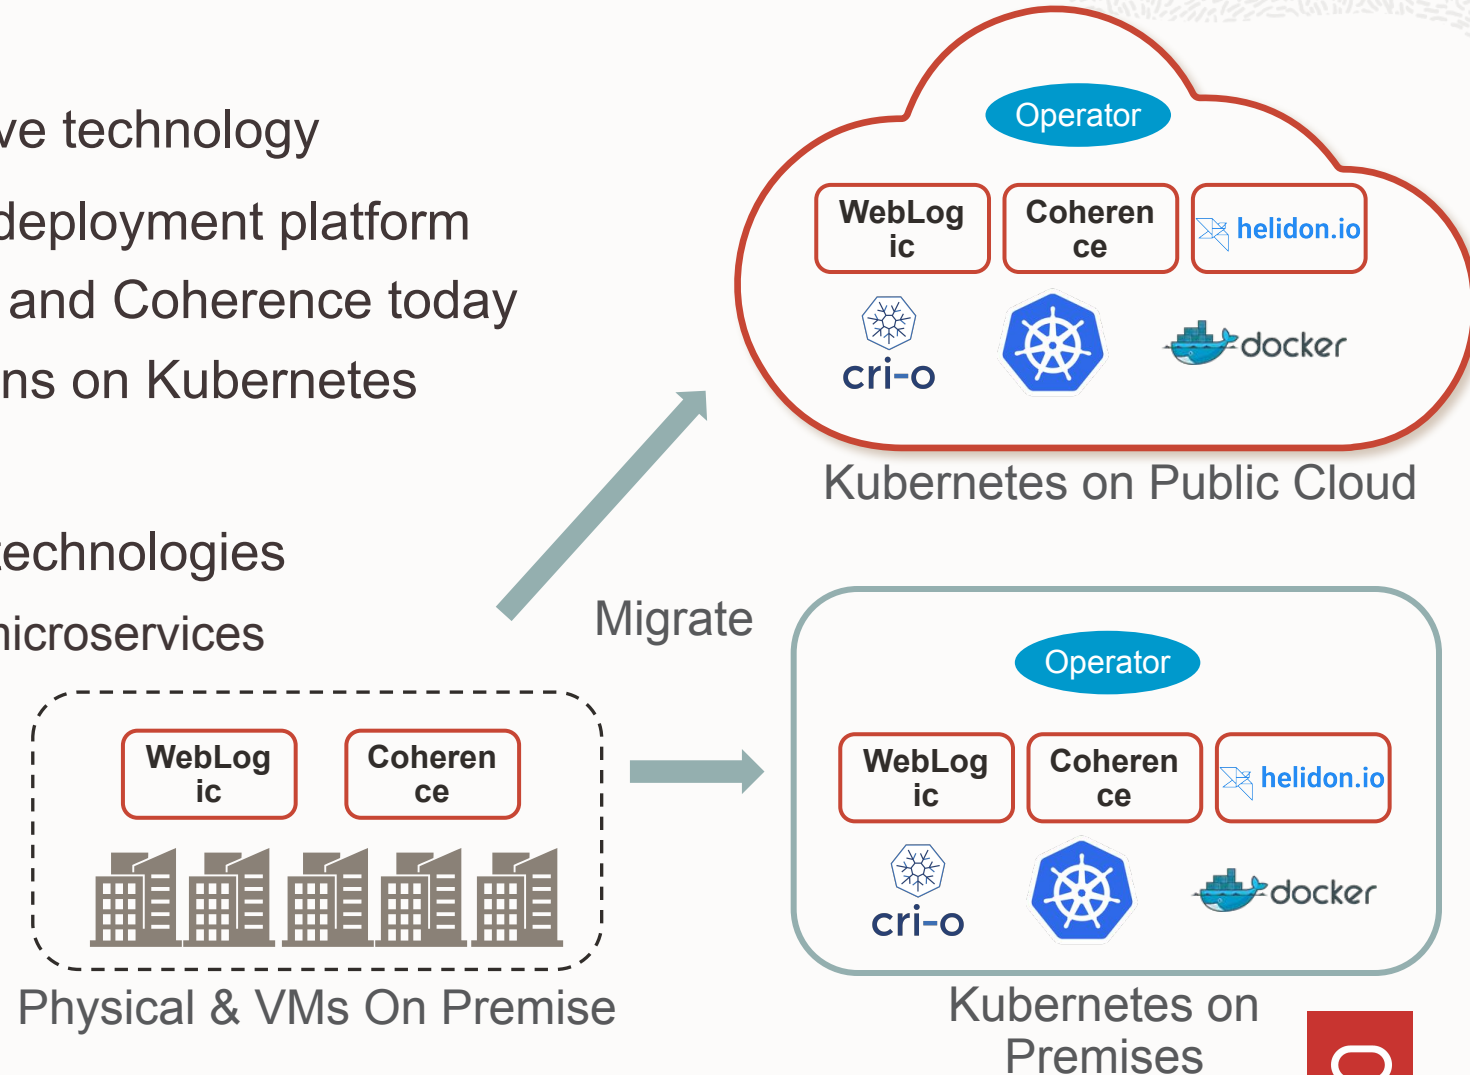 ve technology
deployment platform
and Coherence today
ns on Kubernetes
technologies
microservices
Operator
WebLog
ic
Coheren
ce
helidon.io
cri-o
docker
Kubernetes on Public Cloud
Migrate
WebLog
ic
Coheren
ce
Physical & VMs On Premise
Operator
WebLog
ic
Coheren
ce
helidon.io
cri-o
docker
Kubernetes on
Premises